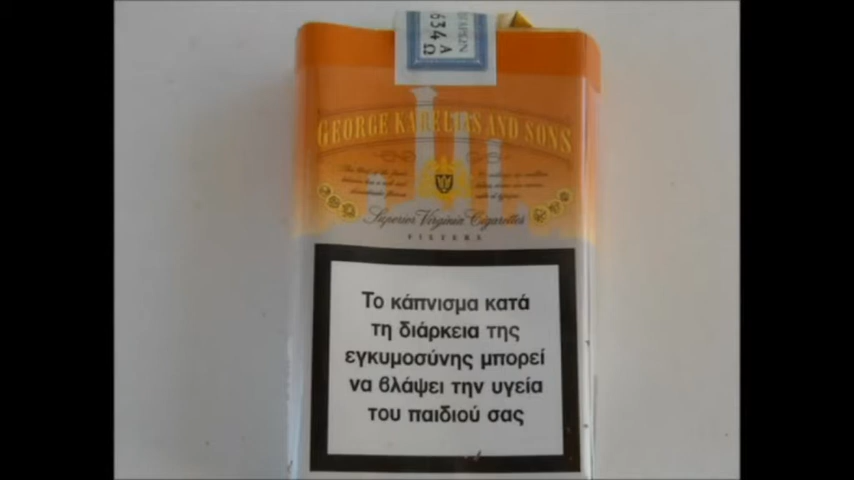 634 Ω
Λ
GEORGE KARELIAS AND SONS
Superior Virginia Cigarettes
FILTERS
Το κάπνισμα κατά
τη διάρκεια της
εγκυμοσύνης μπορεί
να βλάψει την υγεία
του παιδιού σας